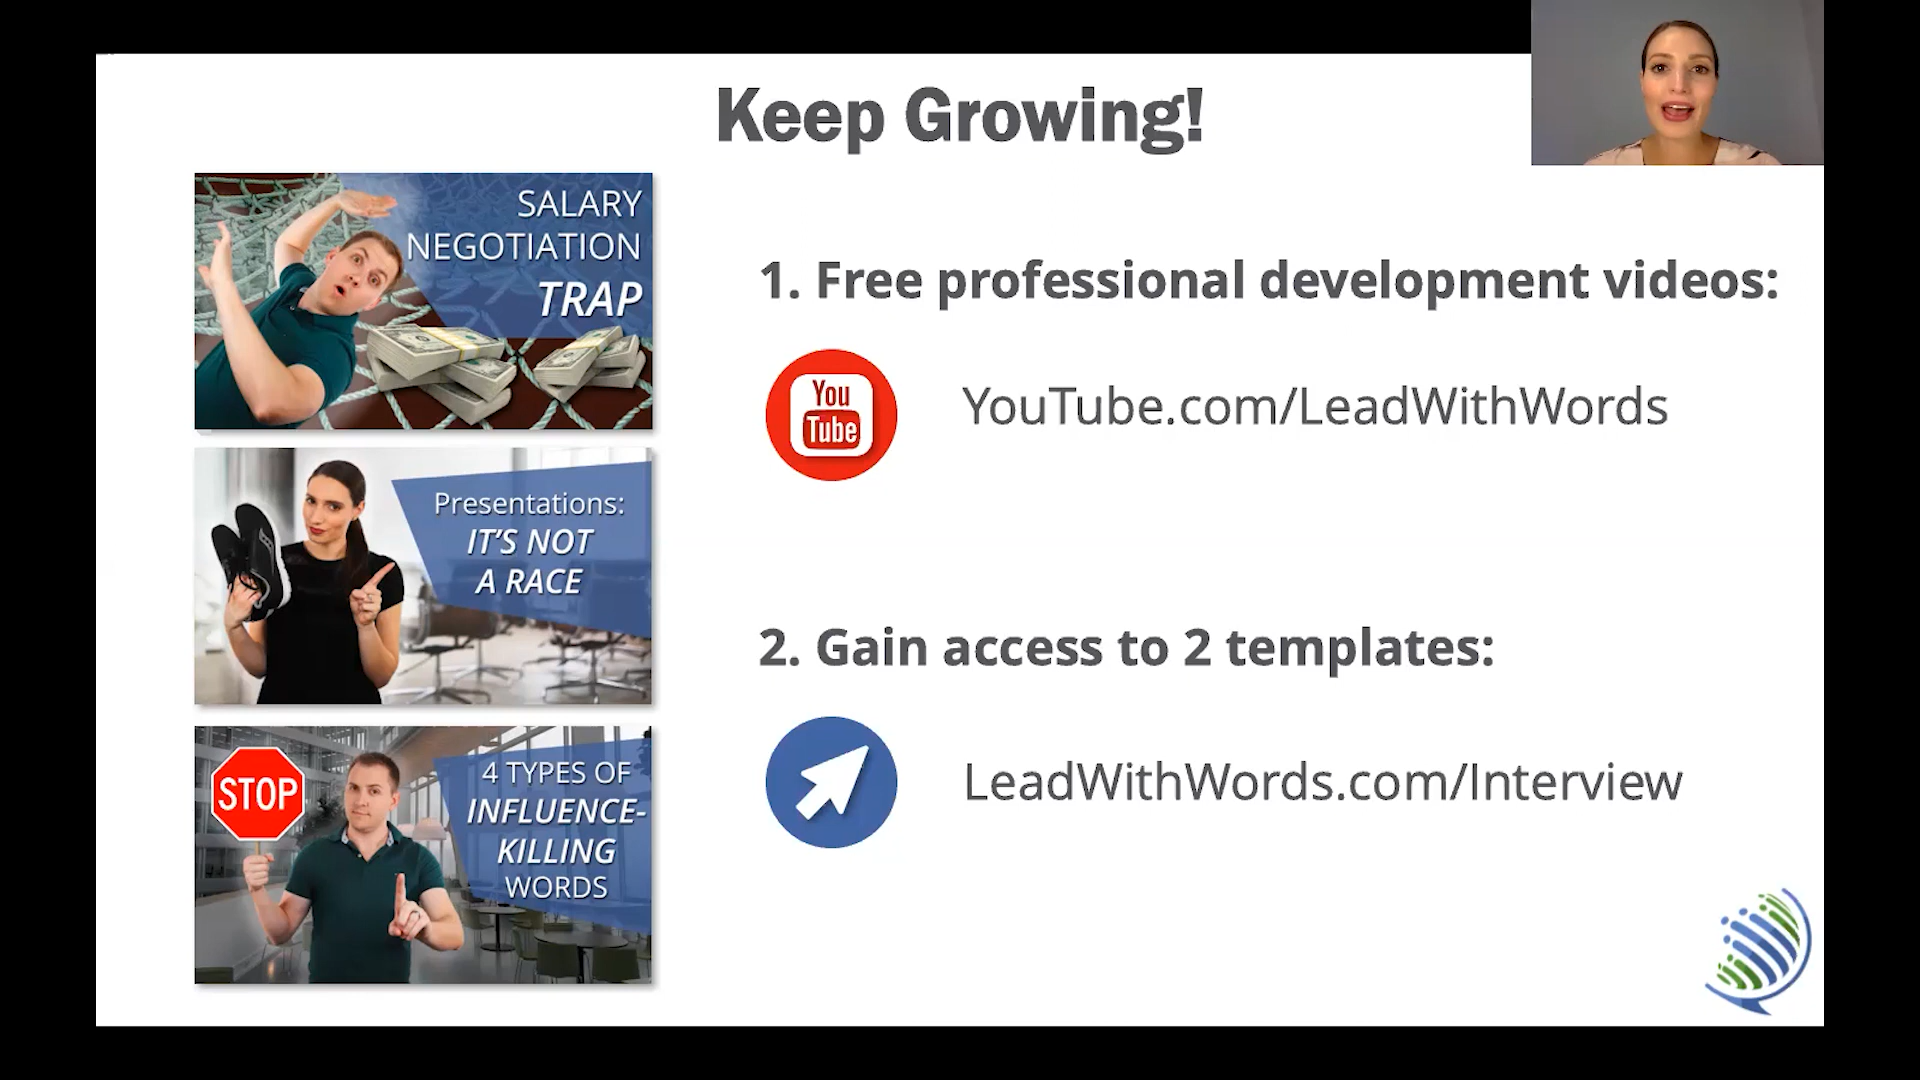 Keep Growing!
SALARY
NEGOTIATION
TRAP
Presentations:
IT'S NOT
A RACE
STOP
4 TYPES OF
INFLUENCE-
KILLING
WORDS
1. Free professional development videos:
You
Tube
YouTube.com/LeadWithWords
2. Gain access to 2 templates:
LeadWithWords.com/Interview